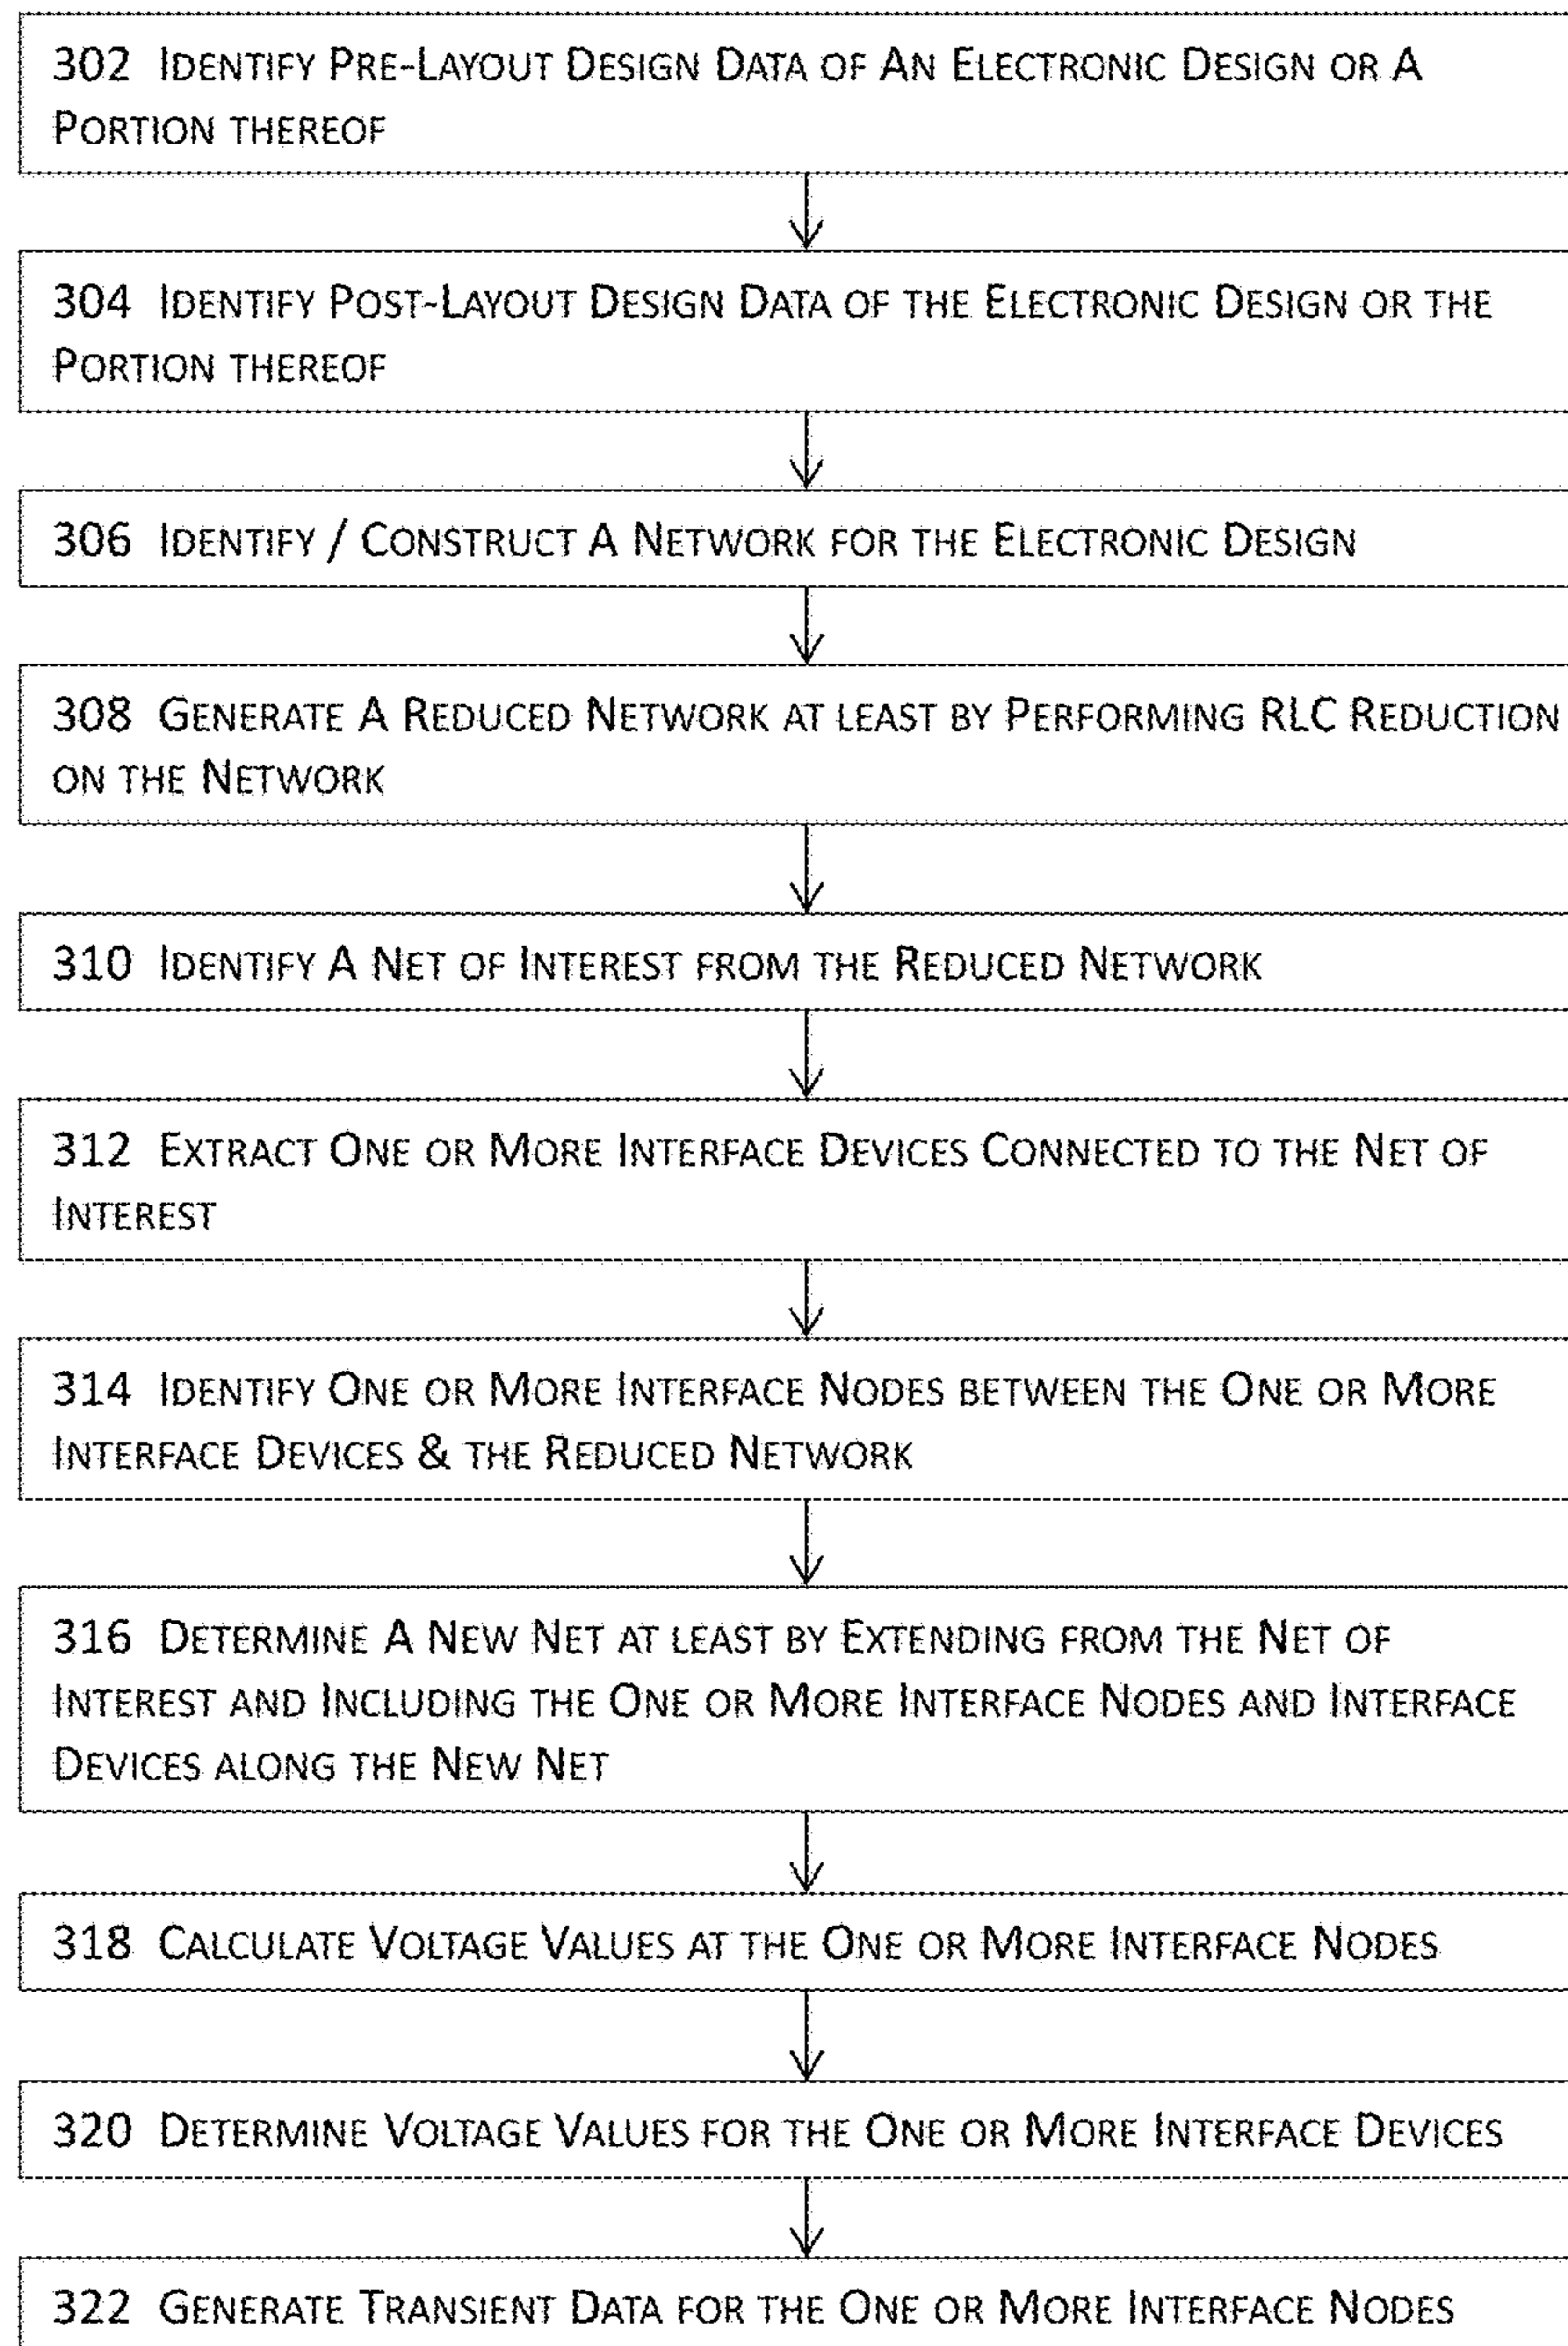 302 Identify Pre-Layout Design Data of An Electronic Design or A
Portion thereof
304 Identify Post-Layout Design Data of the Electronic Design or the
Portion thereof
306 Identify / Construct A Network for the Electronic Design
308 Generate A Reduced Network at least by Performing RLC Reduction
on the Network
310 Identify A Net of Interest from the Reduced Network
312 Extract One or More Interface Devices Connected to the Net of
Interest
314 Identify One or More Interface Nodes between the One or More
Interface Devices & the Reduced Network
316 Determine A New Net at least by Extending from the Net of
Interest and Including the One or More Interface Nodes and Interface
Devices along the New Net
318 Calculate Voltage Values at the One or More Interface Nodes
320 Determine Voltage Values for the One or More Interface Devices
322 Generate Transient Data for the One or More Interface Nodes